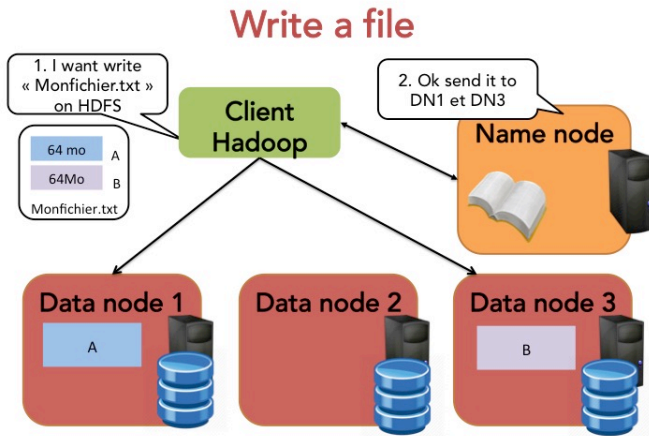 Write a file
1. I want write
« Monfichier.txt »
on HDFS
2. Ok send it to
DN1 et DN3
Client
Hadoop
Name node
64 mo A
64Mo B
Monfichier.txt
Data node 1
Data node 2
Data node 3
A
B